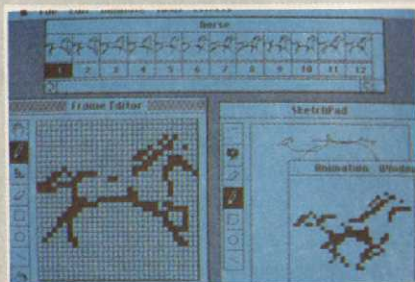 horse
1 2 3 4 5 6 7 8 9 10 11 12
Frame Editor
SketchPad
Animation Window